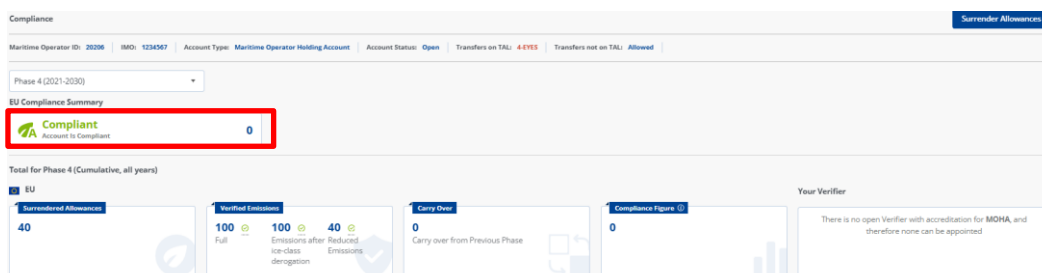 Compliance
Surrender Allowances
Maritime Operator ID: 20206 IMO: 1234567 Account Type: Maritime Operator Holding Account Account Status: Open Transfers on TAL: 4-EYES Transfers not on TAL: Allowed
Phase 4 (2021-2030)
EU Compliance Summary
A Compliant 0
Account Is Compliant
Total for Phase 4 (Cumulative, all years)
EU
Your Verifier
Surrendered Allowances
40
Verified Emissions
100
Full
100
Emissions after
ice-class
derogation
40
Reduced
Emissions
Carry Over
0
Carry over from Previous Phase
Compliance Figure
0
There is no open Verifier with accreditation for MOHA, and
therefore none can be appointed